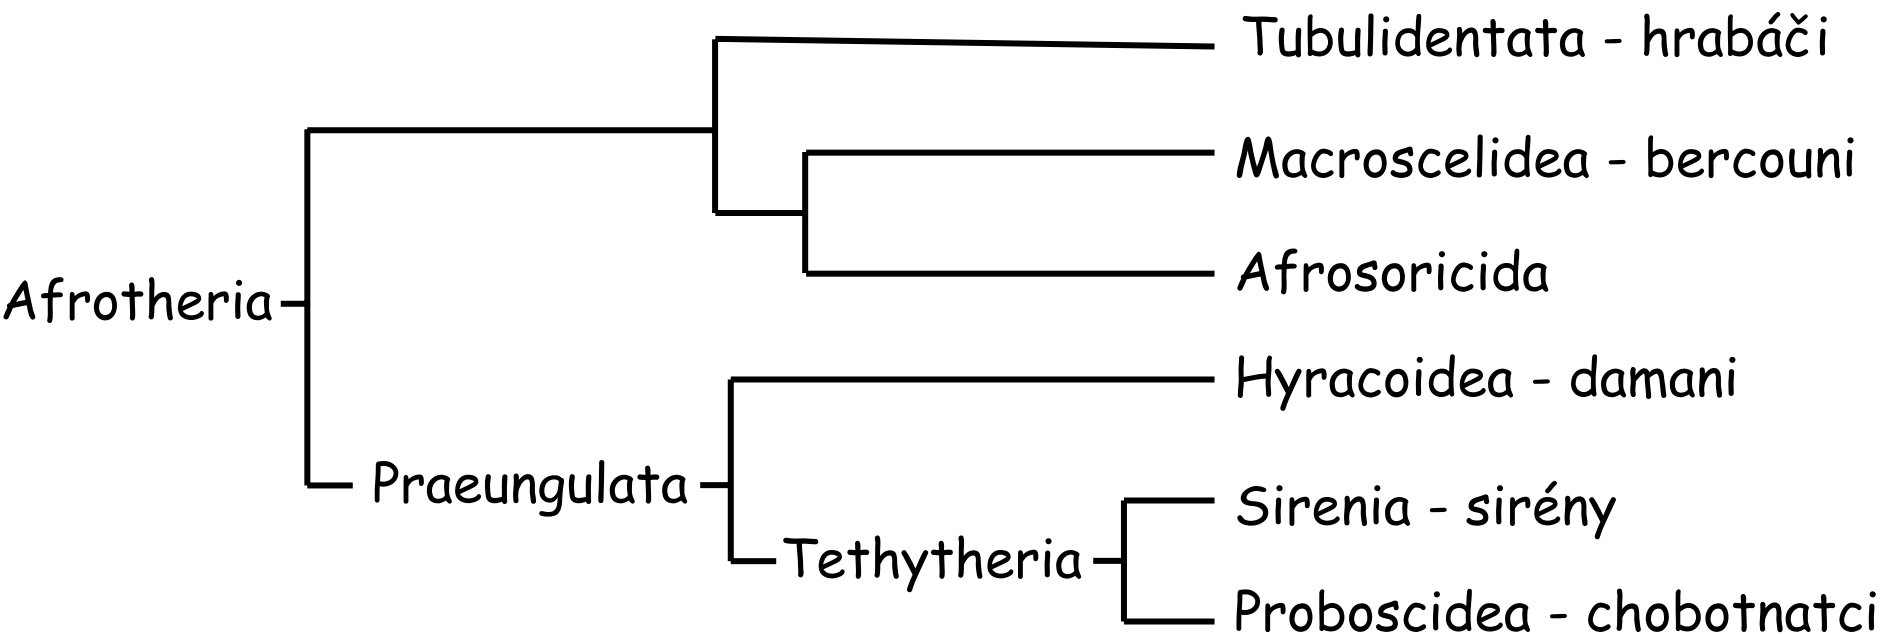 Tubulidentata - hrabáči
Macroscelidea - bercouni
Afrosoricida
Afrotheria
Hyracoidea - damani
Praeungulata
Sirenia - sirény
Tethytheria
Proboscidea - chobotnatci